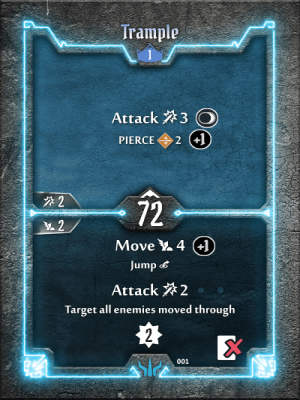 Trample
1
Attack 3
PIERCE 2 +1
2
72
2
Move 4 +1
Jump
Attack 2
Target all enemies moved through
2
001